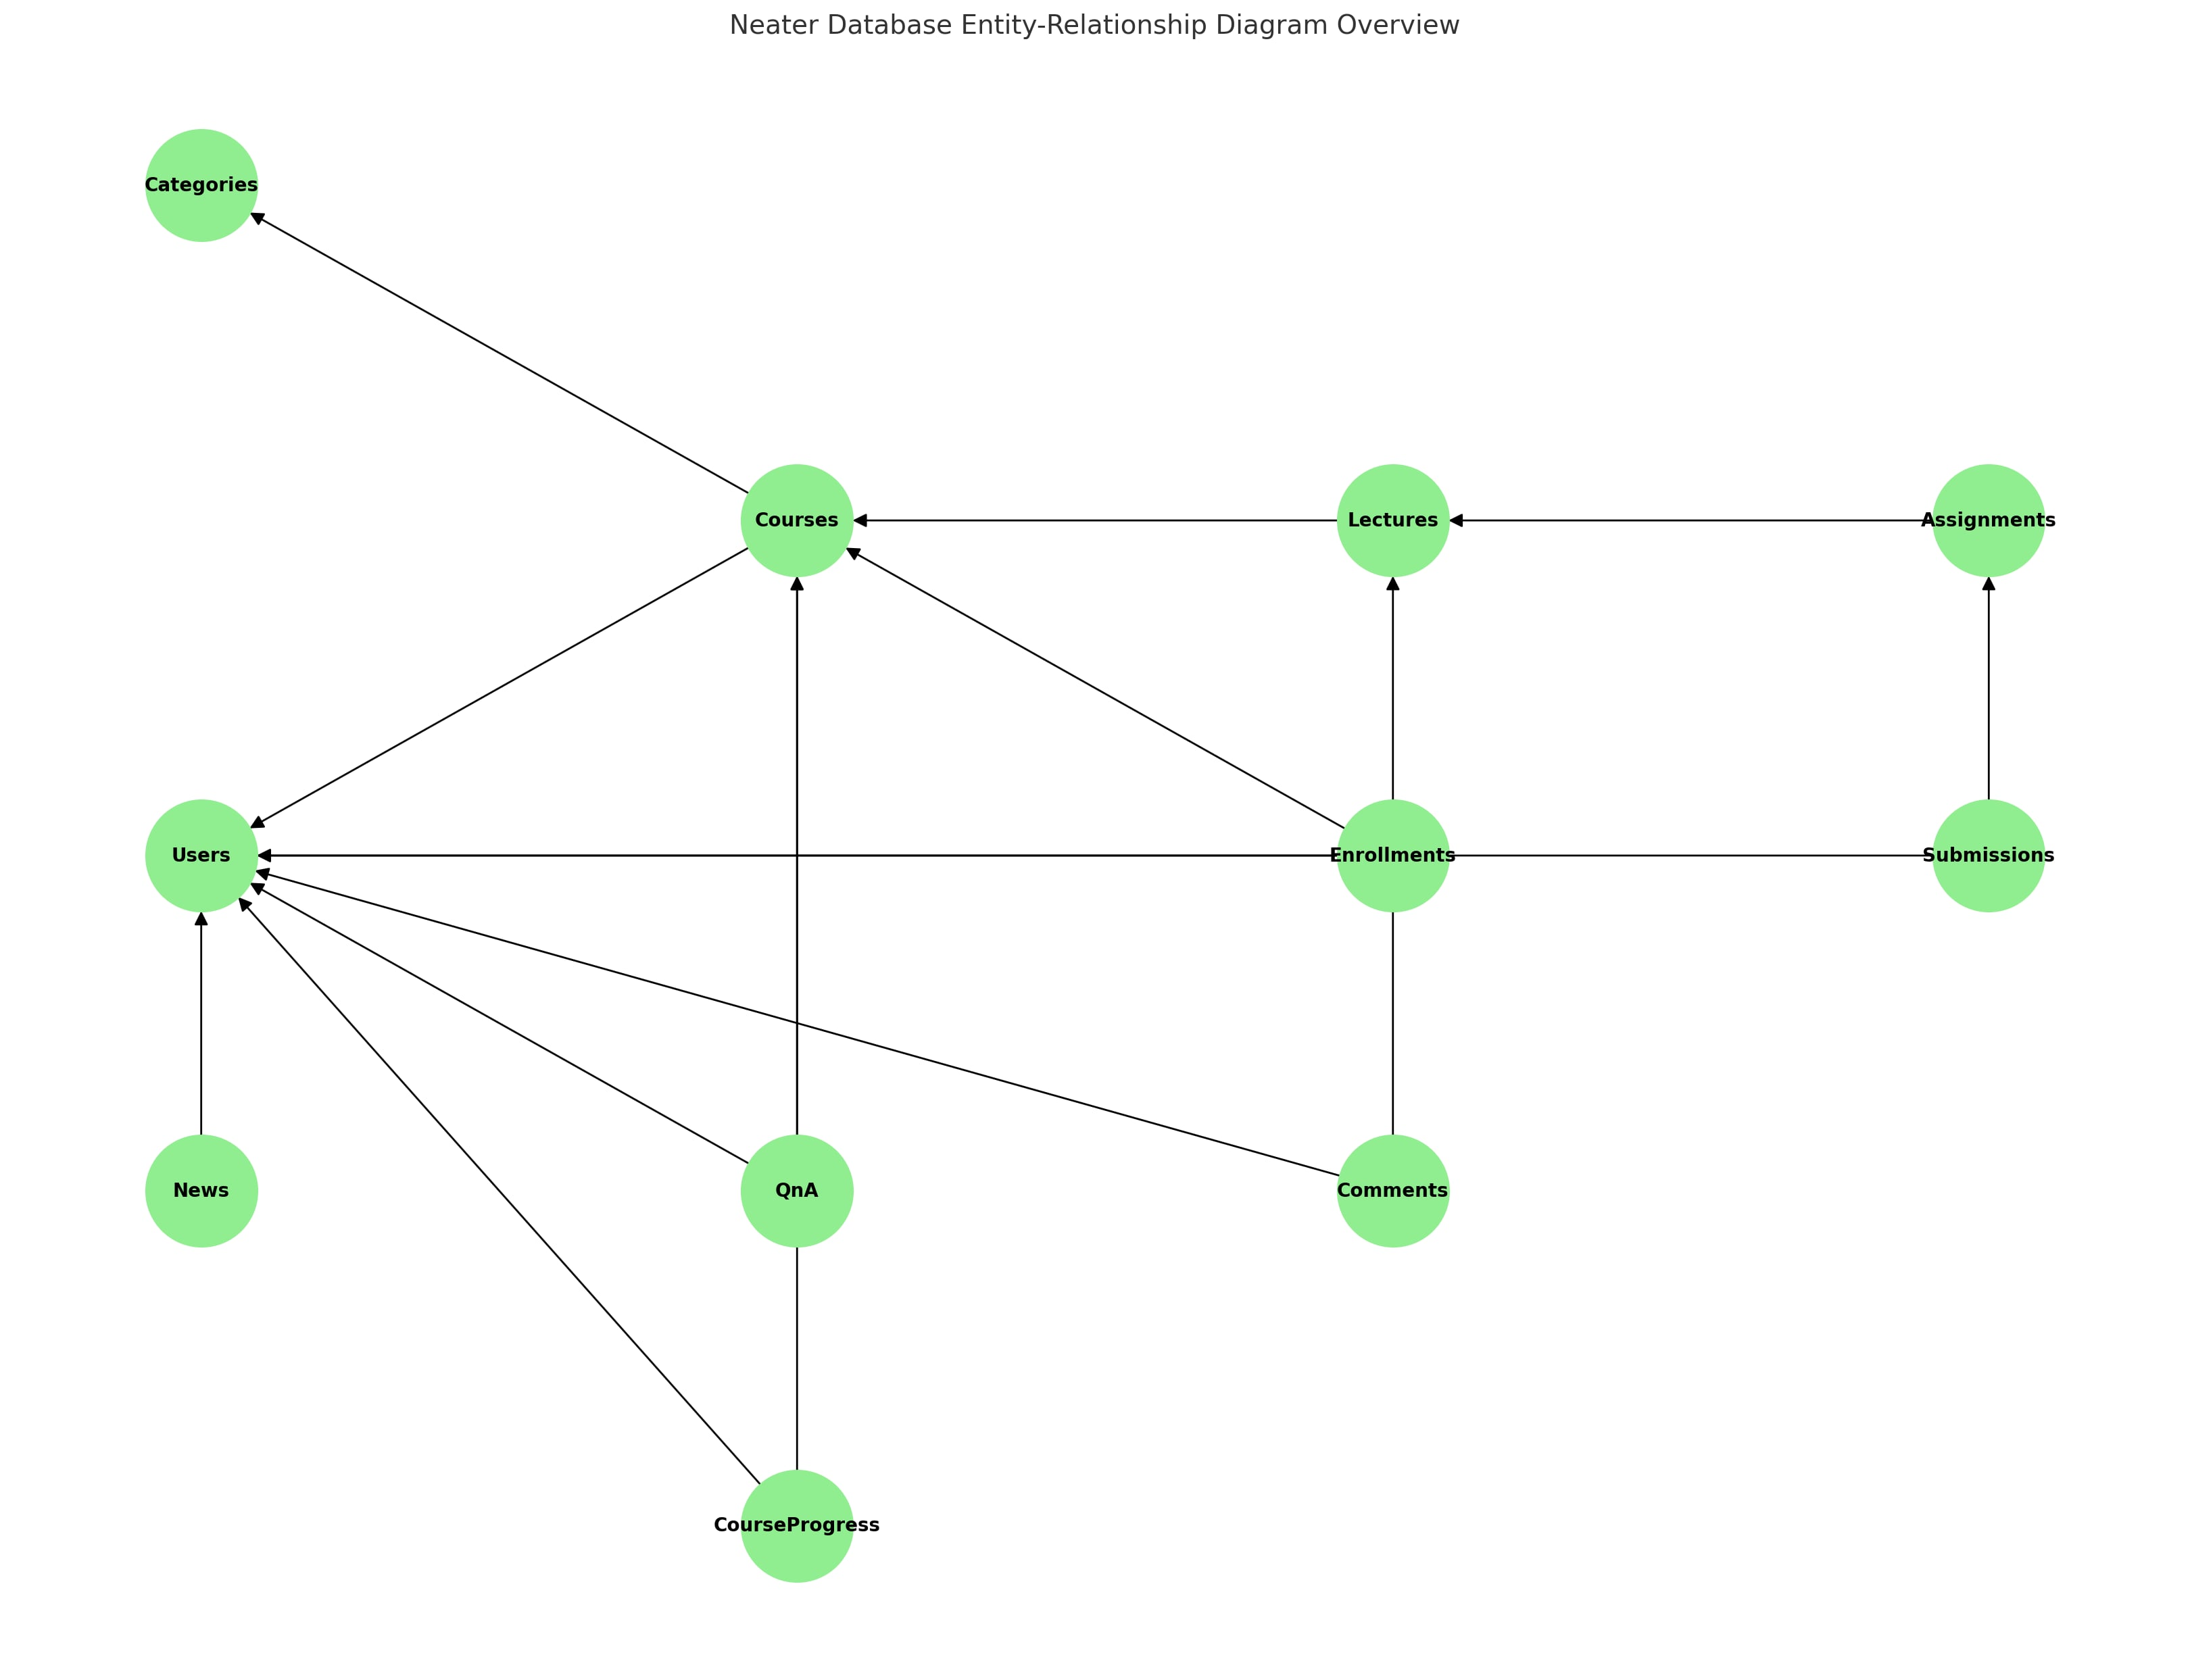 Neater Database Entity-Relationship Diagram Overview
Categories
Courses
Lectures
Assignments
Users
Enrollments
Submissions
News
QnA
Comments
CourseProgress